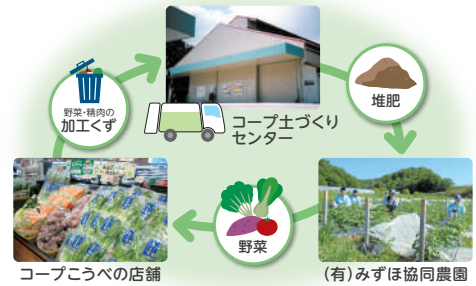 野菜・精肉の
加工くず
コープ土づくり
センター
堆肥
野菜
コープこうべの店舗
(有)みずほ協同農園